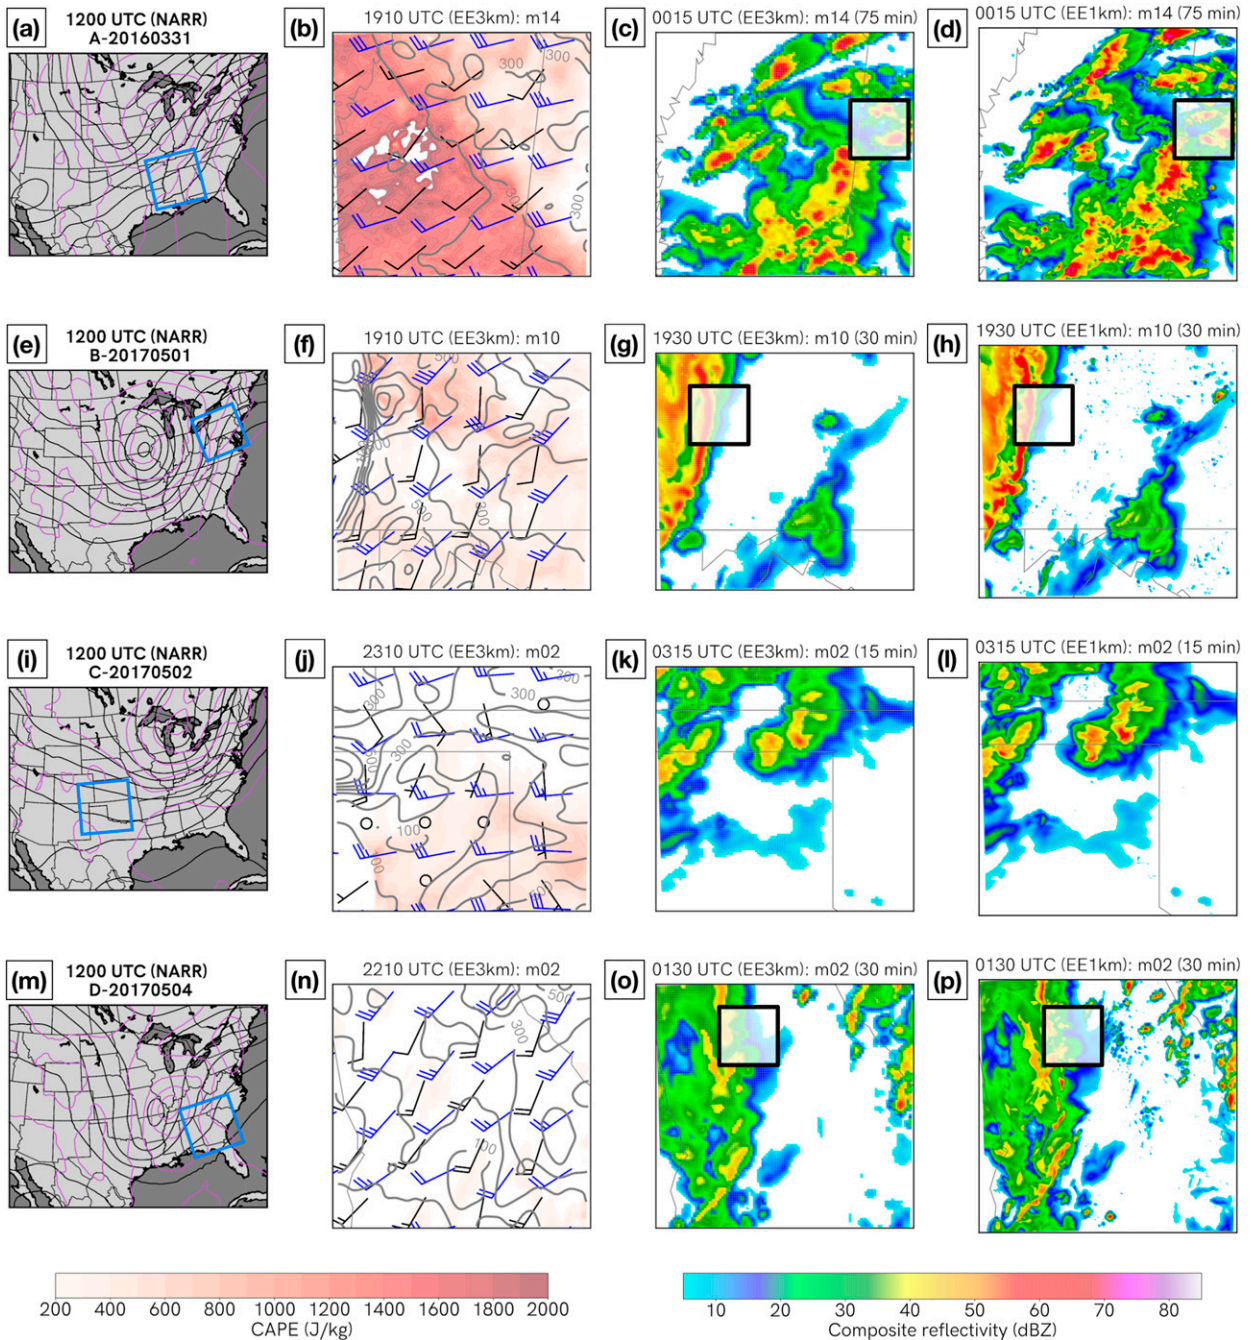 (a)
1200 UTC (NARR)
A-20160331
(b)
1910 UTC (EE3km): m14
300
300
300
(c)
0015 UTC (EE3km): m14 (75 min)
(d)
0015 UTC (EE1km): m14 (75 min)
(e)
1200 UTC (NARR)
B-20170501
(f)
1910 UTC (EE3km): m10
500
500
300
(g)
1930 UTC (EE3km): m10 (30 min)
(h)
1930 UTC (EE1km): m10 (30 min)
(i)
1200 UTC (NARR)
C-20170502
(j)
2310 UTC (EE3km): m02
300
300
300
300
500
100
(k)
0315 UTC (EE3km): m02 (15 min)
(l)
0315 UTC (EE1km): m02 (15 min)
(m)
1200 UTC (NARR)
D-20170504
(n)
2210 UTC (EE3km): m02
500
300
100
(o)
0130 UTC (EE3km): m02 (30 min)
(p)
0130 UTC (EE1km): m02 (30 min)
200 400 600 800 1000 1200 1400 1600 1800 2000
CAPE (J/kg)
10 20 30 40 50 60 70 80
Composite reflectivity (dBZ)